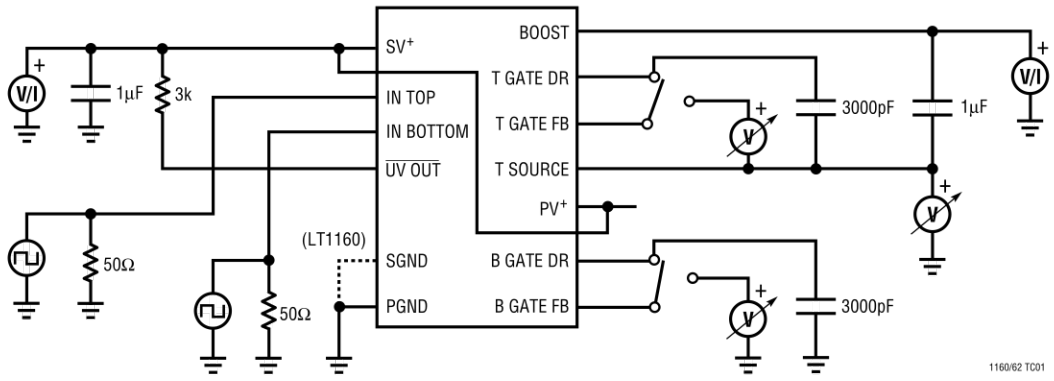 BOOST
SV+
+
V/I
1µF
3k
T GATE DR
IN TOP
T GATE FB
IN BOTTOM
UV OUT
T SOURCE
PV+
+
V
3000pF
1µF
+
V/I
+
V
50Ω
(LT1160)
SGND
PGND
50Ω
B GATE DR
B GATE FB
+
V
3000pF
1160/62 TC01